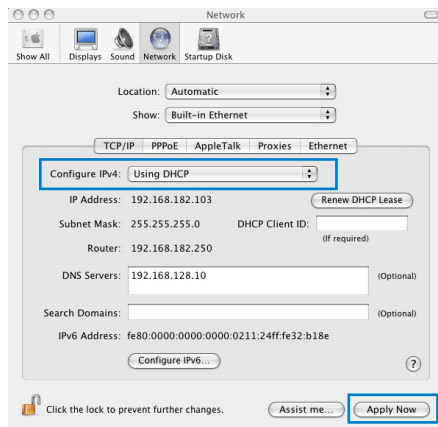 Network
Show All Displays Sound Network Startup Disk
Location: Automatic
Show: Built-in Ethernet
TCP/IP PPPoE AppleTalk Proxies Ethernet
Configure IPv4: Using DHCP
IP Address: 192.168.182.103 Renew DHCP Lease
Subnet Mask: 255.255.255.0 DHCP Client ID:
(If required)
Router: 192.168.182.250
DNS Servers: 192.168.128.10 (Optional)
Search Domains: (Optional)
IPv6 Address: fe80:0000:0000:0000:0211:24ff:fe32:b18e
Configure IPv6... ?
Click the lock to prevent further changes. Assist me... Apply Now